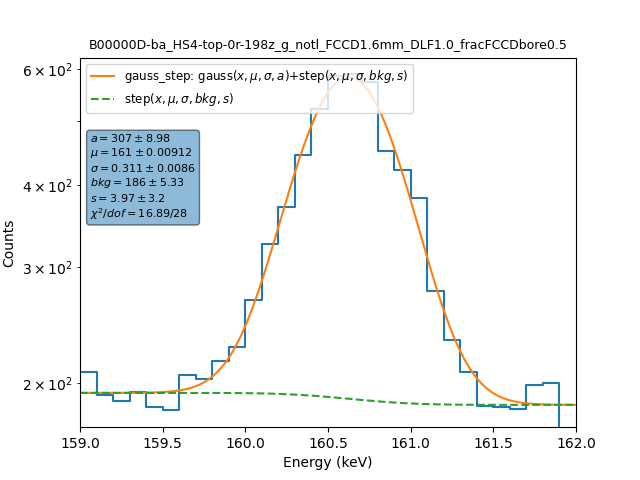 B00000D-ba_HS4-top-0r-198z_g_notl_FCCD1.6mm_DLF1.0_fracFCCDbore0.5
gauss_step: gauss(x, μ, σ, a)+step(x, μ, σ, bkg, s)
step(x, μ, σ, bkg, s)
a = 307 ± 8.98
μ = 161 ± 0.00912
σ = 0.311 ± 0.0086
bkg = 186 ± 5.33
s = 3.97 ± 3.2
χ²/dof = 16.89/28
6 × 10²
4 × 10²
3 × 10²
2 × 10²
Counts
159.0 159.5 160.0 160.5 161.0 161.5 162.0
Energy (keV)